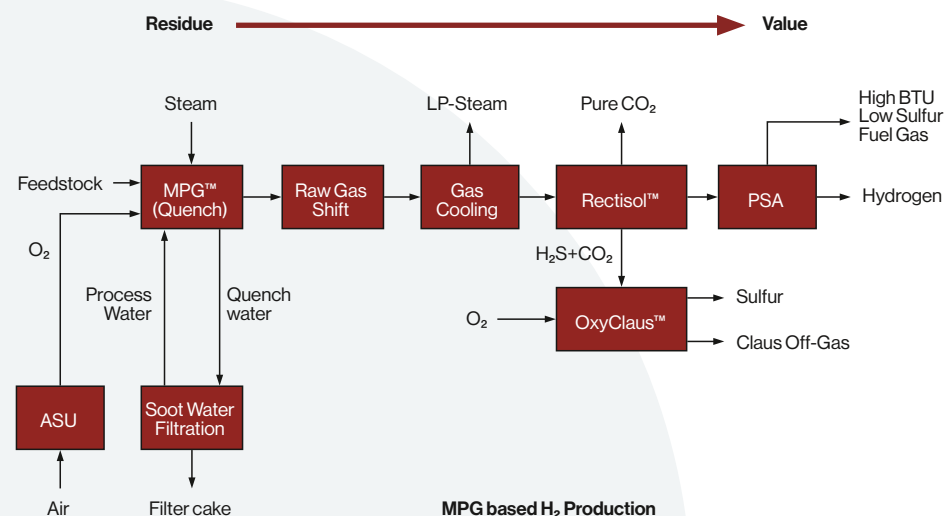 Residue
Value
Steam
LP-Steam
Pure CO₂
High BTU
Low Sulfur
Fuel Gas
Feedstock
MPG™
(Quench)
Raw Gas
Shift
Gas
Cooling
Rectisol™
PSA
Hydrogen
O₂
H₂S+CO₂
Process
Water
Quench
water
O₂
OxyClaus™
Sulfur
Claus Off-Gas
ASU
Soot Water
Filtration
Air
Filter cake
MPG based H₂ Production